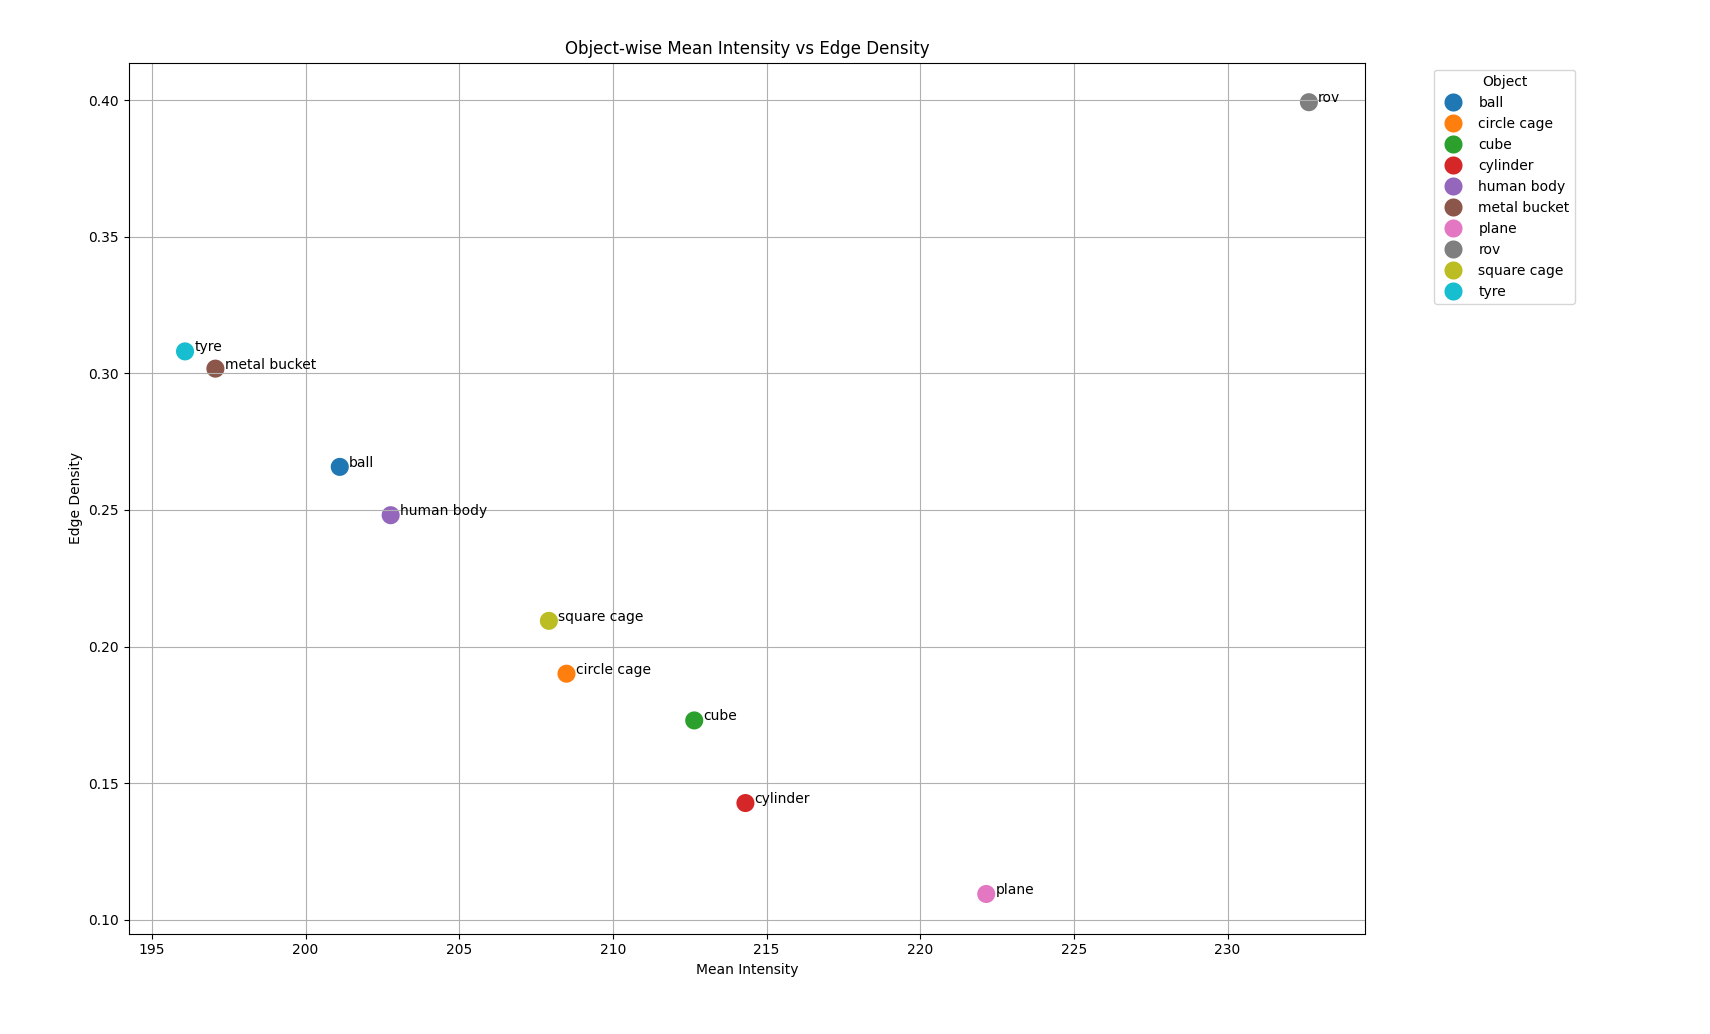 Object-wise Mean Intensity vs Edge Density
Object
ball
circle cage
cube
cylinder
human body
metal bucket
plane
rov
square cage
tyre
0.40
0.35
0.30
0.25
0.20
0.15
0.10
Edge Density
rov
tyre
metal bucket
ball
human body
square cage
circle cage
cube
cylinder
plane
195 200 205 210 215 220 225 230
Mean Intensity